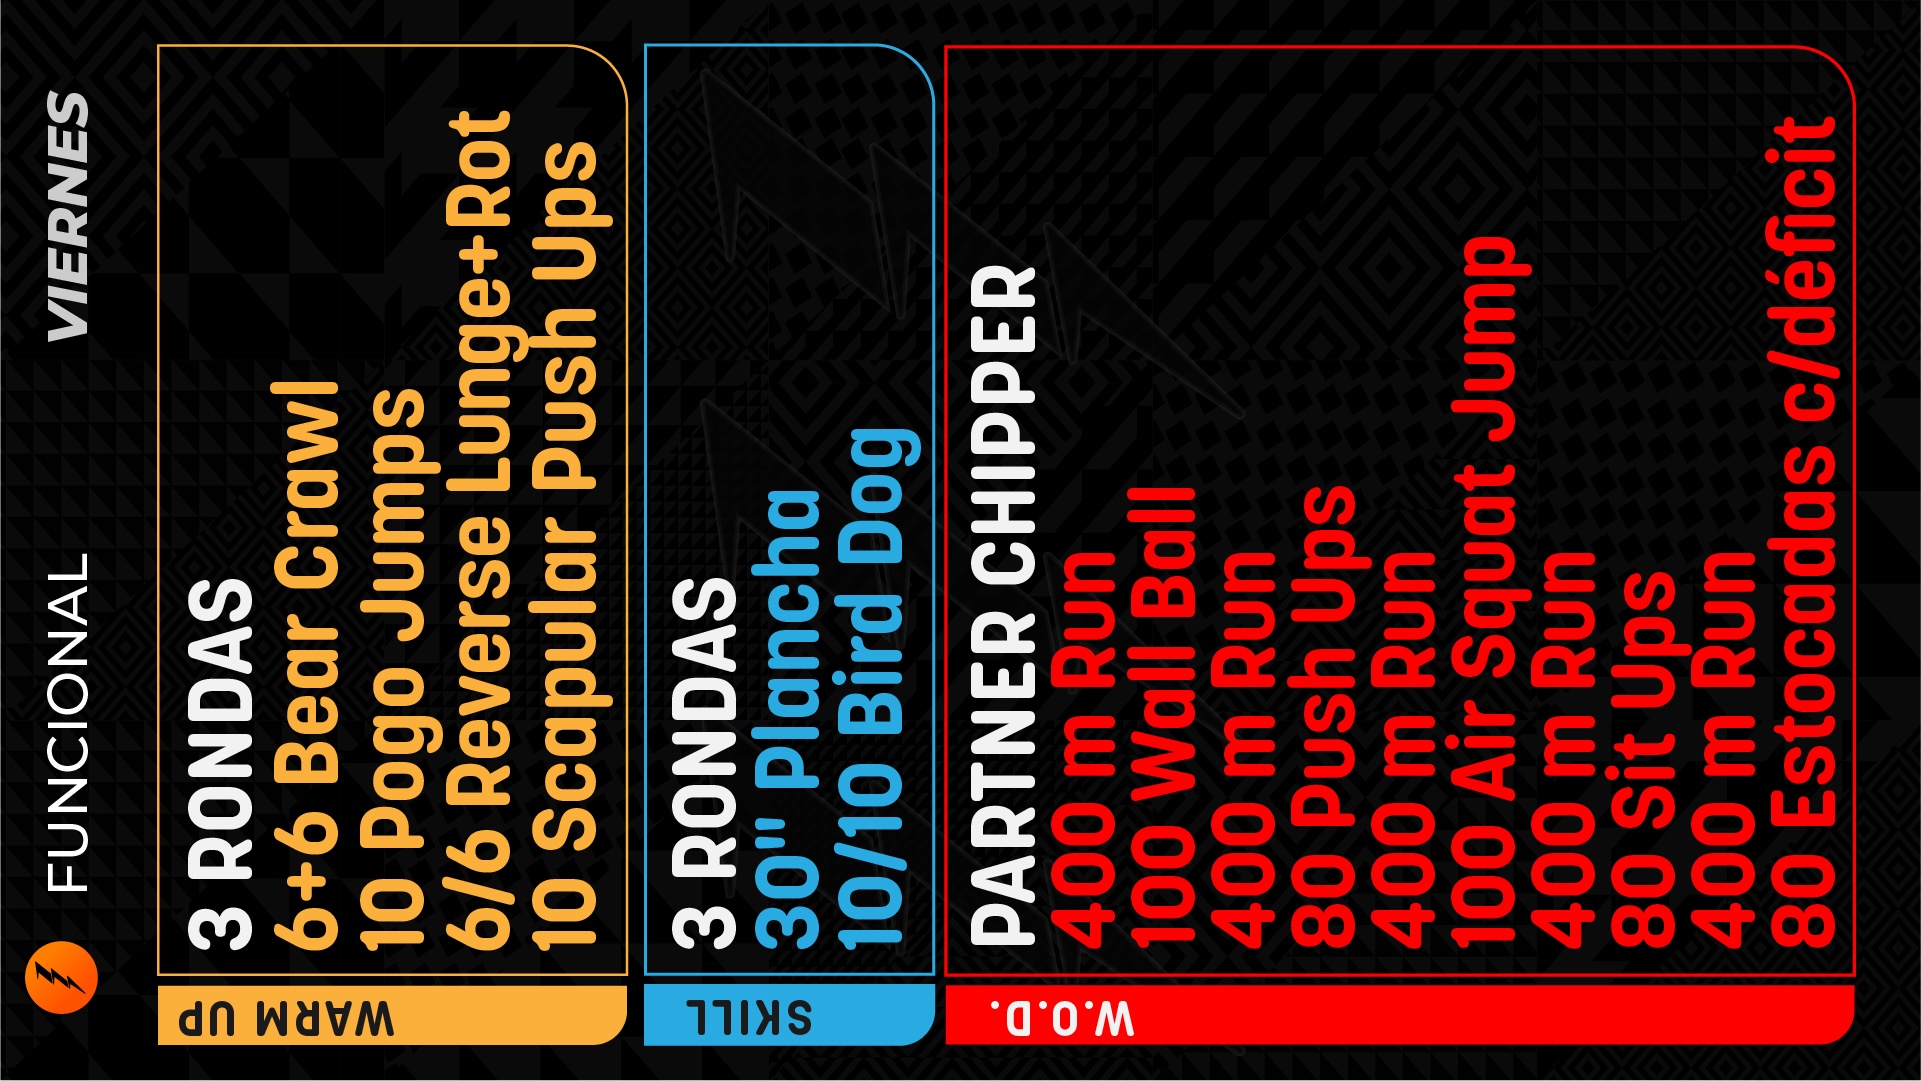 FUNCIONAL
VIERNES
WARM UP
3 RONDAS
6+6 Bear Crawl
10 Pogo Jumps
6/6 Reverse Lunge+Rot
10 Scapular Push Ups
SKILL
3 RONDAS
30" Plancha
10/10 Bird Dog
W.O.D.
PARTNER CHIPPER
400 m Run
100 Wall Ball
400 m Run
80 Push Ups
400 m Run
100 Air Squat Jump
400 m Run
80 Sit Ups
400 m Run
80 Estocadas c/déficit